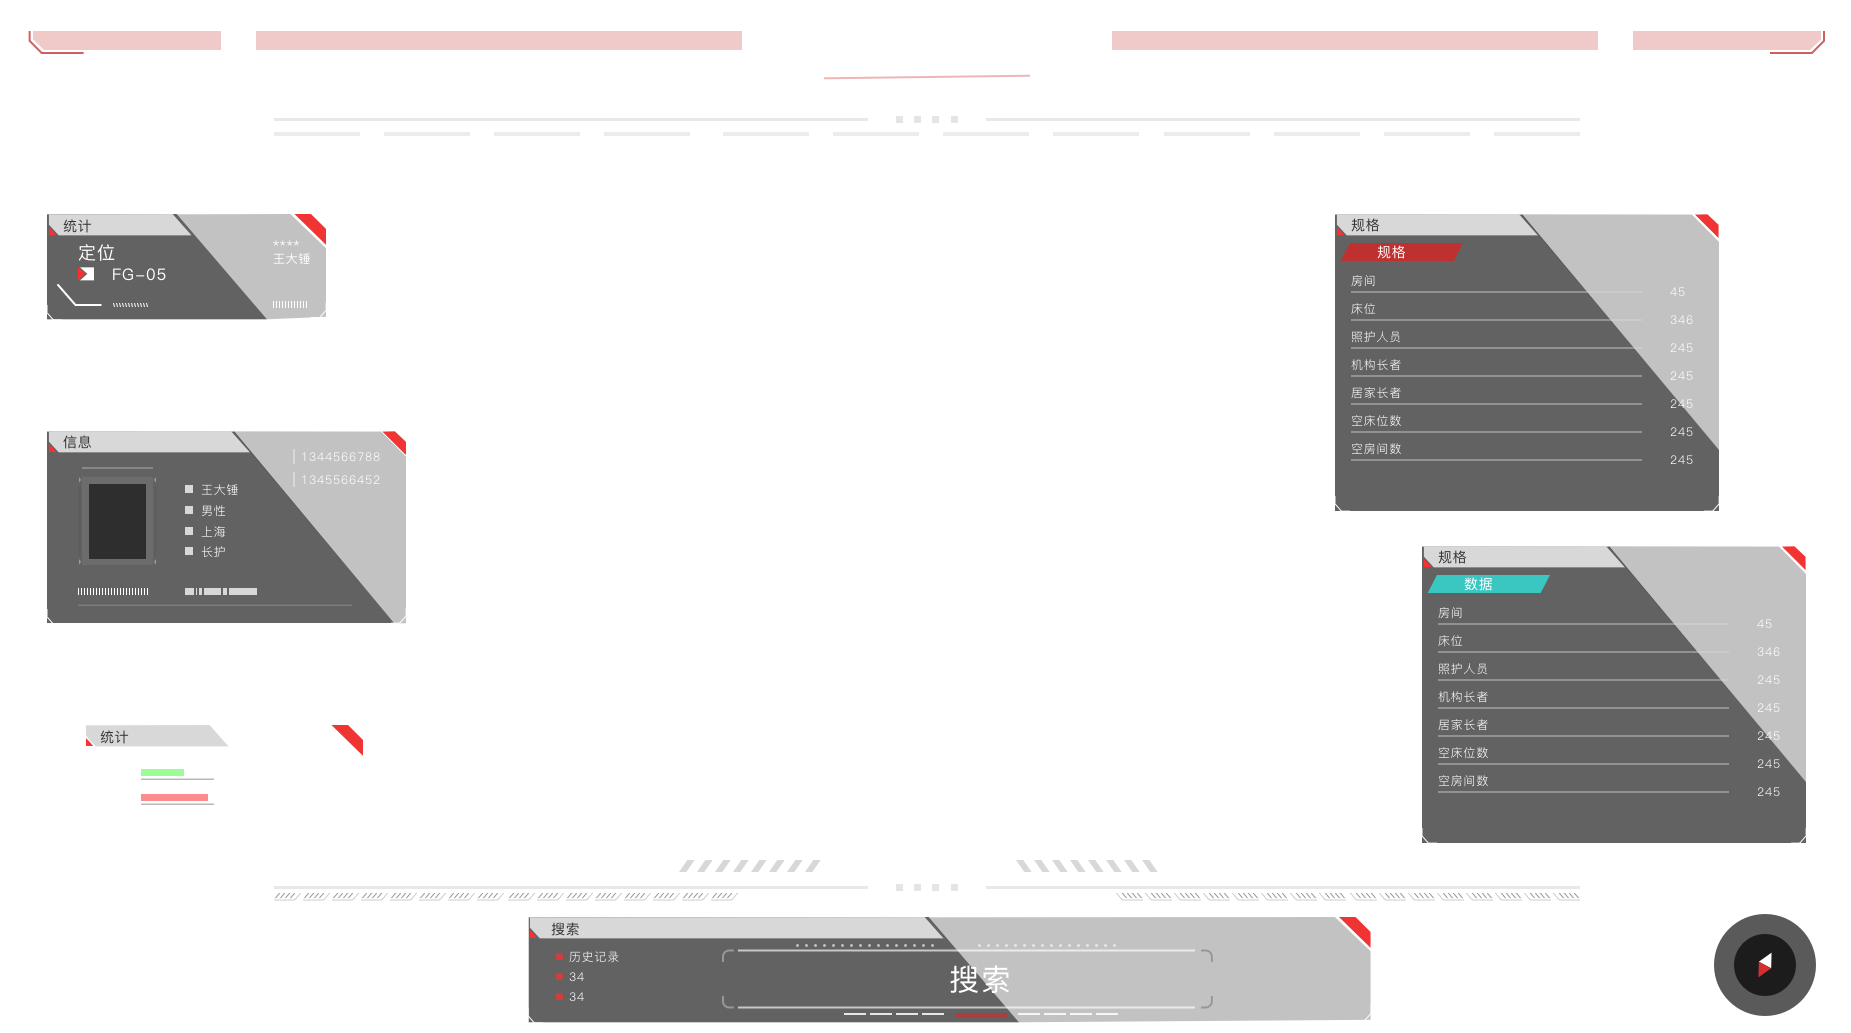 统计
定位
FG-05
****
王大锤
信息
1344566788
1345566452
王大锤
男性
上海
长护
统计
规格
规格
房间 45
床位 346
照护人员 245
机构长者 245
居家长者 245
空床位数 245
空房间数 245
规格
数据
房间 45
床位 346
照护人员 245
机构长者 245
居家长者 245
空床位数 245
空房间数 245
搜索
历史记录
34
34
搜索